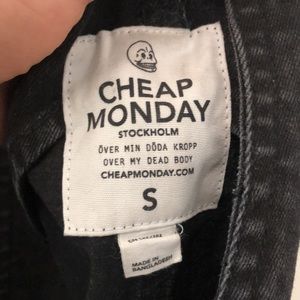 CHEAP
MONDAY
STOCKHOLM
ÖVER MIN DÖDA KROPP
OVER MY DEAD BODY
CHEAPMONDAY.COM
S
MADE IN
BANGLADESH